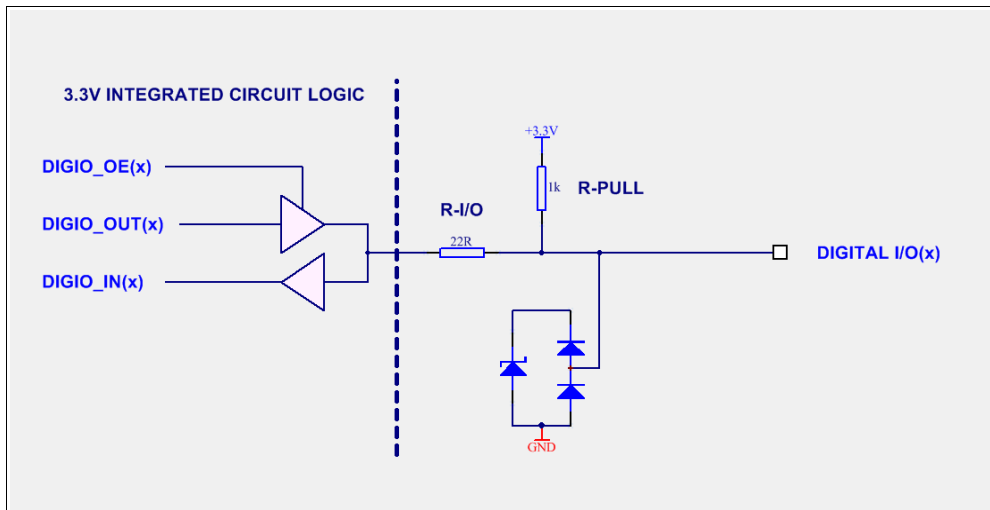 3.3V INTEGRATED CIRCUIT LOGIC
+3.3V
DIGIO_OE(x)
1k
R-PULL
DIGIO_OUT(x)
R-I/O
22R
DIGITAL I/O(x)
DIGIO_IN(x)
GND